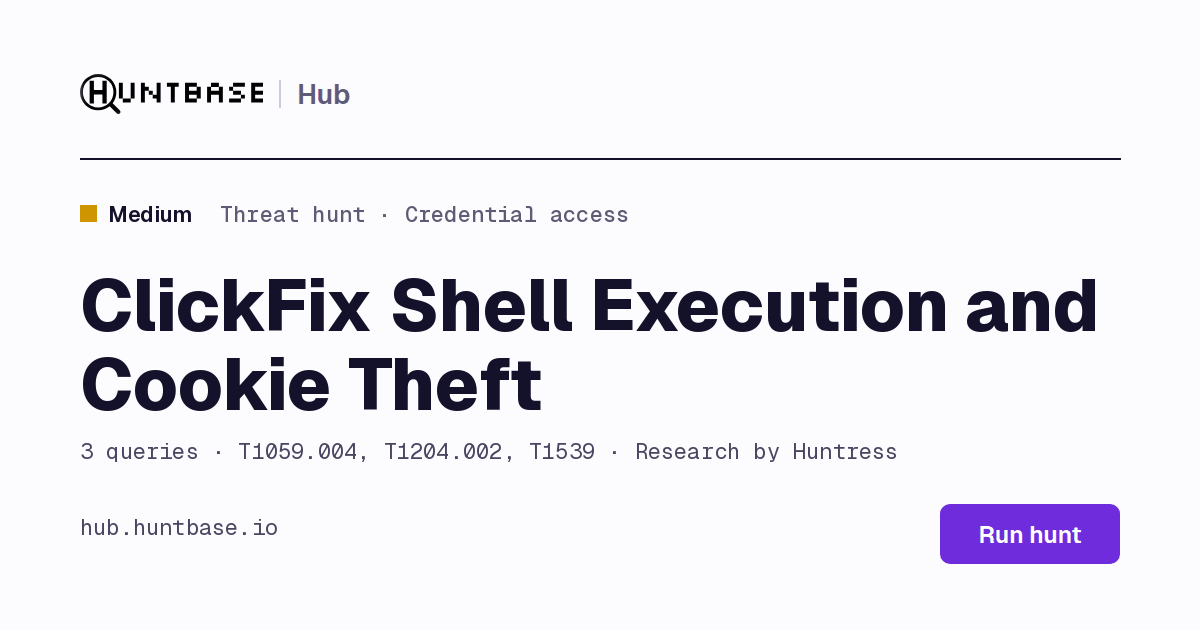 HUNTBASE Hub
Medium Threat hunt · Credential access
ClickFix Shell Execution and
Cookie Theft
3 queries · T1059.004, T1204.002, T1539 · Research by Huntress
hub.huntbase.io
Run hunt